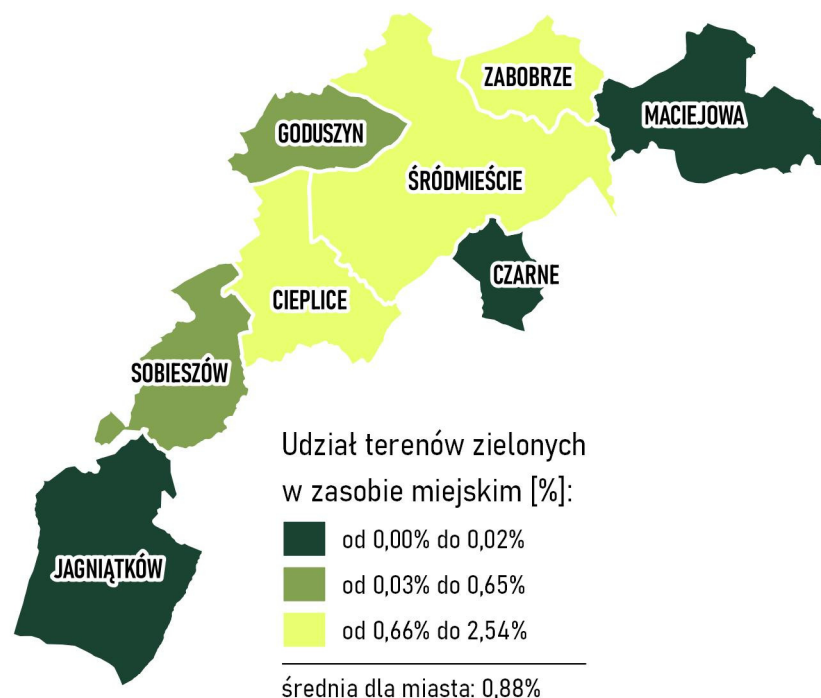 ZABOBRZE
MACIEJOWA
GODUSZYN
ŚRÓDMIEŚCIE
CZARNE
CIEPLICE
SOBIESZÓW
JAGNIĄTKÓW
Udział terenów zielonych
w zasobie miejskim [%]:
od 0,00% do 0,02%
od 0,03% do 0,65%
od 0,66% do 2,54%
średnia dla miasta: 0,88%